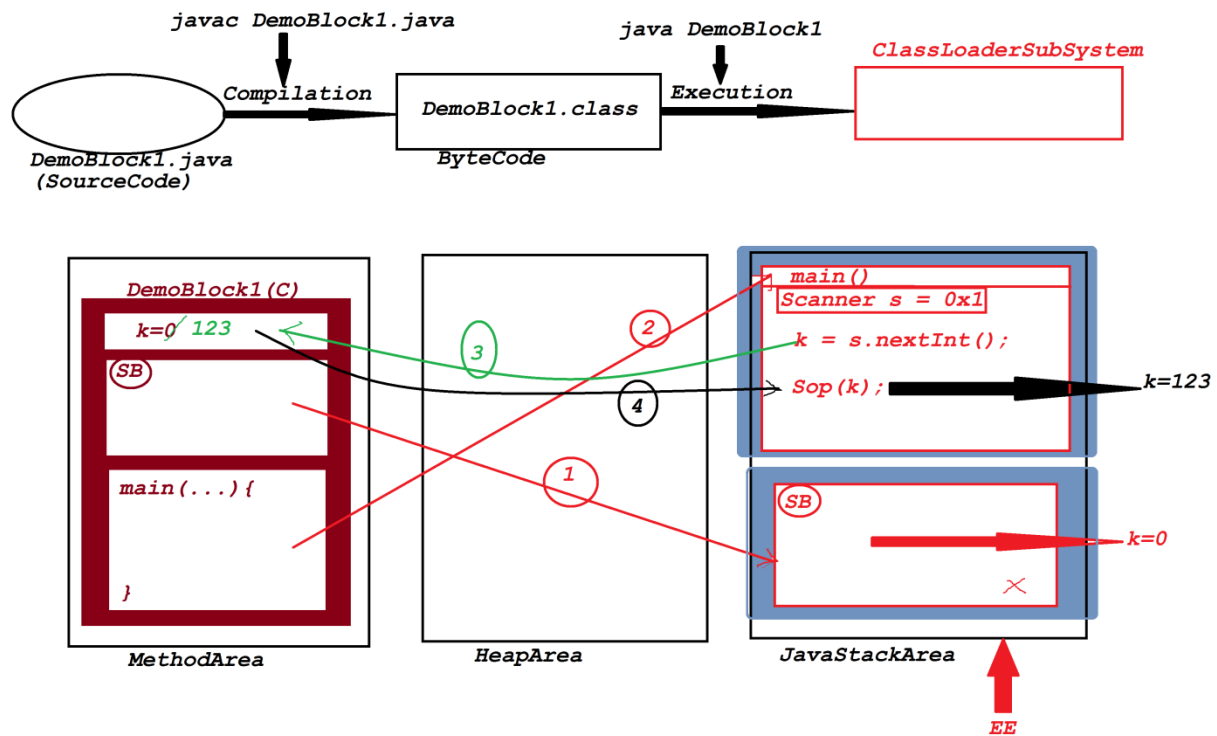 javac DemoBlock1.java
java DemoBlock1
ClassLoaderSubSystem
Compilation
Execution
DemoBlock1.class
ByteCode
DemoBlock1.java
(SourceCode)
DemoBlock1(C)
k=0 123
SB
main(...){
}
MethodArea
1
2
3
4
HeapArea
main()
Scanner s = 0x1
k = s.nextInt();
Sop(k);
k=123
SB
k=0
JavaStackArea
EE